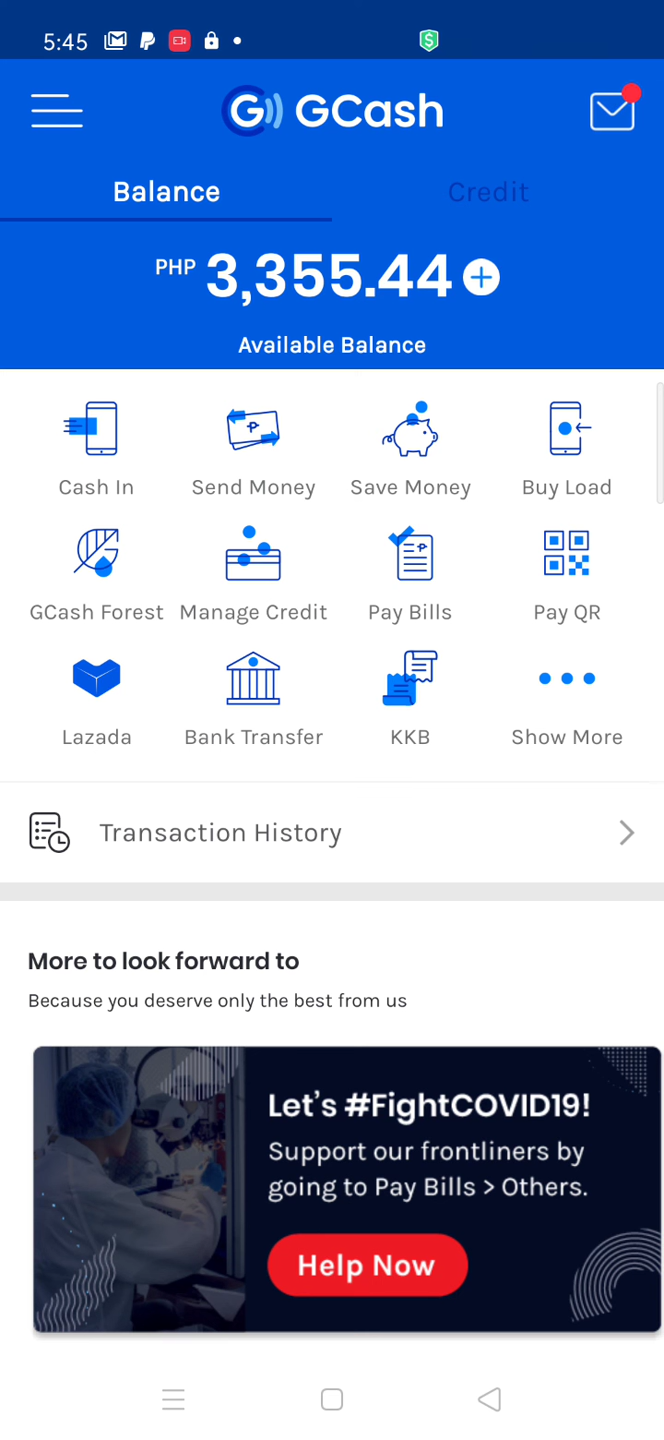 5:45
GCash
Balance
Credit
PHP 3,355.44
Available Balance
Cash In
Send Money
Save Money
Buy Load
GCash Forest
Manage Credit
Pay Bills
Pay QR
Lazada
Bank Transfer
KKB
Show More
Transaction History
More to look forward to
Because you deserve only the best from us
Let's #FightCOVID19!
Support our frontliners by
going to Pay Bills > Others.
Help Now